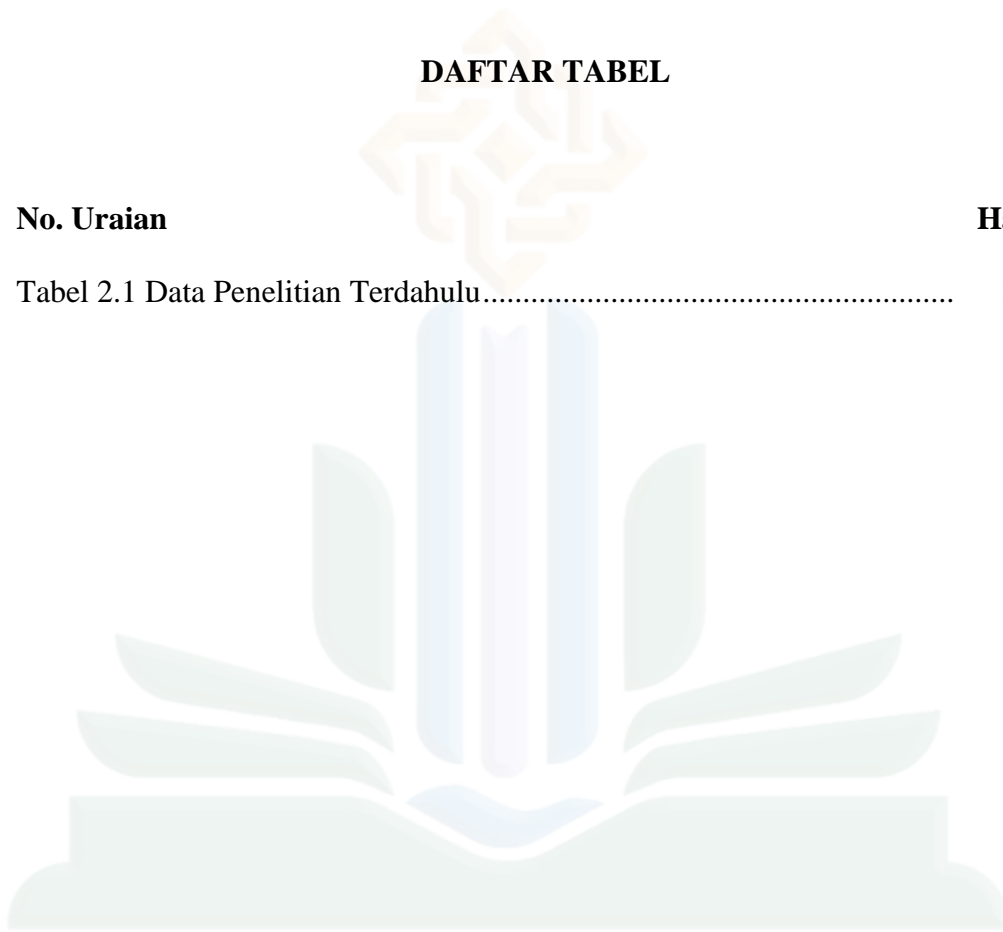 DAFTAR TABEL
No. Uraian
Tabel 2.1 Data Penelitian Terdahulu...........................................................